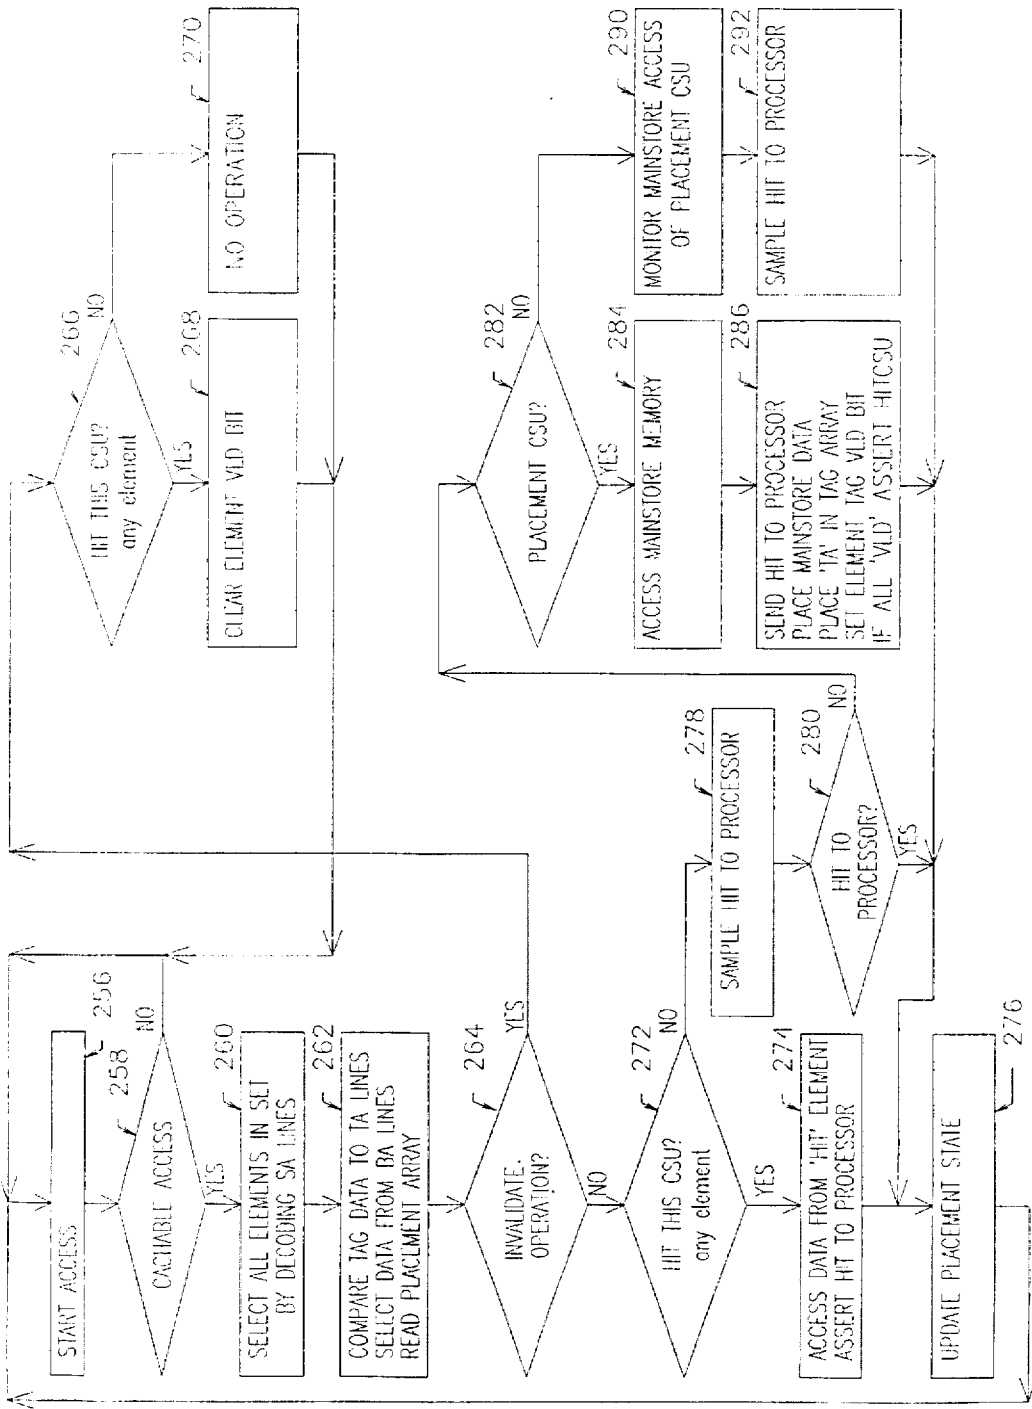 START ACCESS
256
CACHABLE ACCESS
258
NO
YES
SELECT ALL ELEMENTS IN SET
BY DECODING SA LINES
260
COMPARE TAG DATA TO TA LINES
SELECT DATA FROM BA LINES
READ PLACEMENT ARRAY
262
INVALIDATE.
OPERATION?
264
YES
NO
HIT THIS CSU?
any element
266
NO
YES
CLEAR ELEMENT VLD BIT
268
NO OPERATION
270
HIT THIS CSU?
any element
272
NO
YES
ACCESS DATA FROM 'HIT' ELEMENT
ASSERT HIT TO PROCESSOR
274
UPDATE PLACEMENT STATE
276
SAMPLE HIT TO PROCESSOR
278
HIT TO
PROCESSOR?
280
NO
YES
PLACEMENT CSU?
282
NO
YES
ACCESS MAINSTORE MEMORY
284
SEND HIT TO PROCESSOR
PLACE MAINSTORE DATA
PLACE 'TA' IN TAG ARRAY
SET ELEMENT TAG VLD BIT
IF ALL 'VLD' ASSERT HITCSU
286
MONITOR MAINSTORE ACCESS
OF PLACEMENT CSU
290
SAMPLE HIT TO PROCESSOR
292